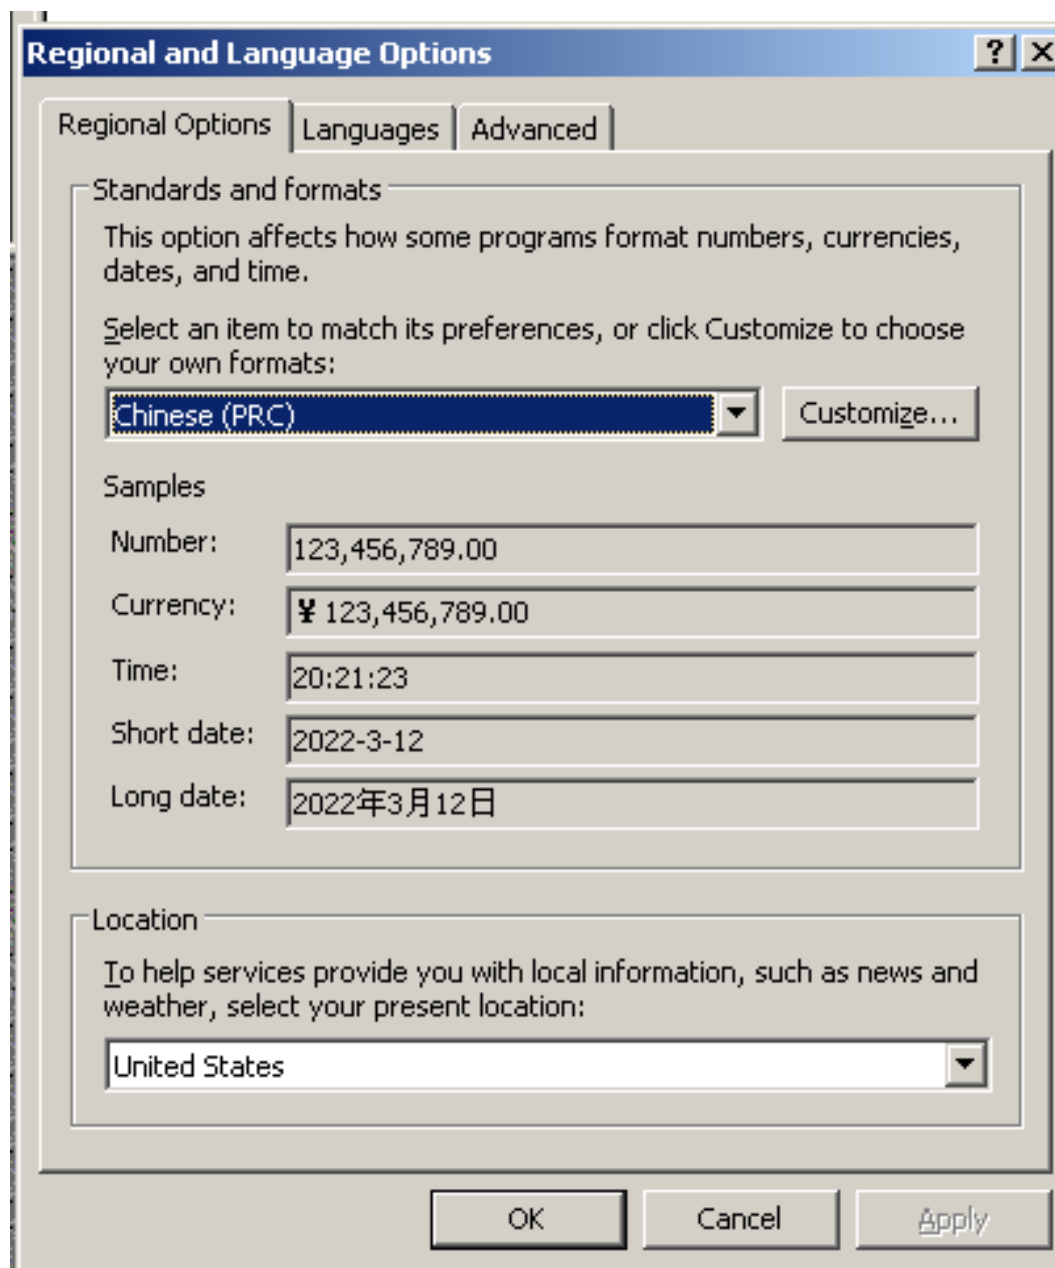 Regional and Language Options
Regional Options Languages Advanced
Standards and formats
This option affects how some programs format numbers, currencies,
dates, and time.
Select an item to match its preferences, or click Customize to choose
your own formats:
Chinese (PRC) Customize...
Samples
Number: 123,456,789.00
Currency: ¥ 123,456,789.00
Time: 20:21:23
Short date: 2022-3-12
Long date: 2022年3月12日
Location
To help services provide you with local information, such as news and
weather, select your present location:
United States
OK Cancel Apply